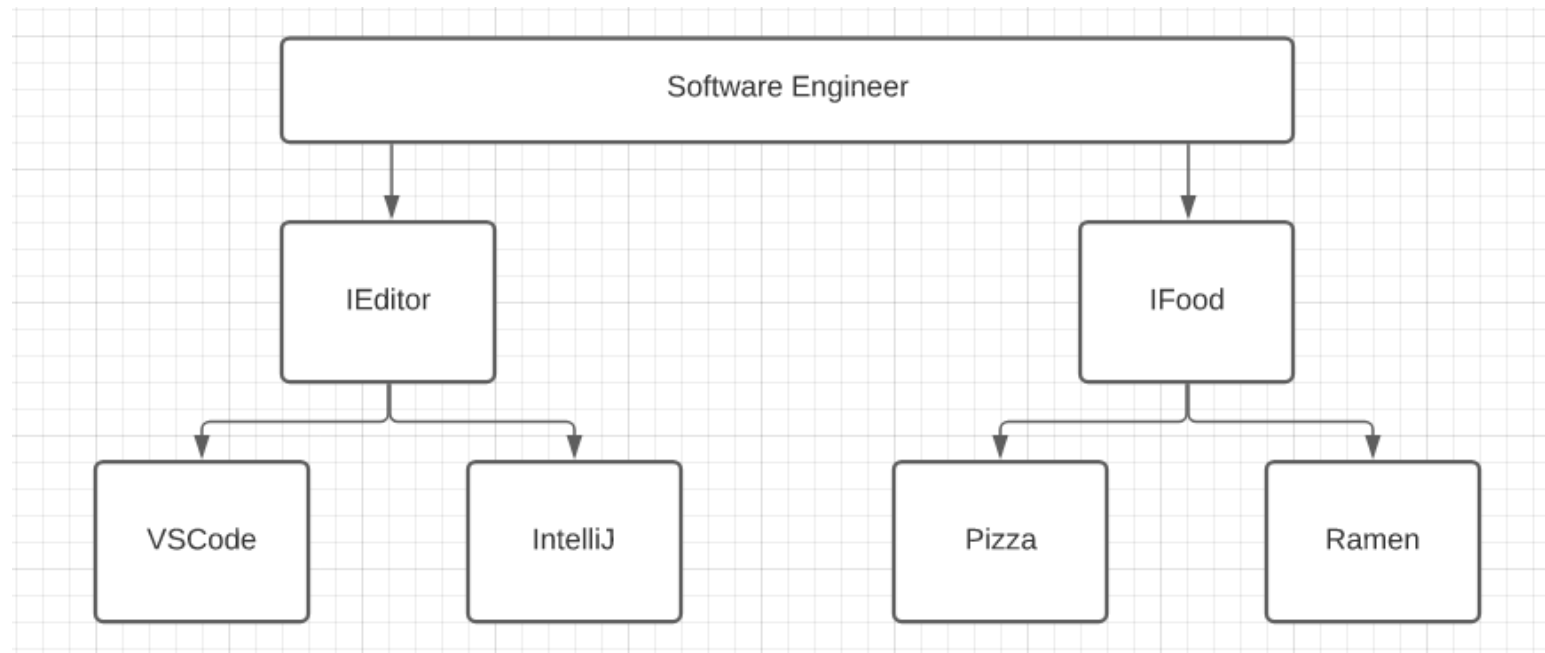 Software Engineer
IEditor
IFood
VSCode
IntelliJ
Pizza
Ramen